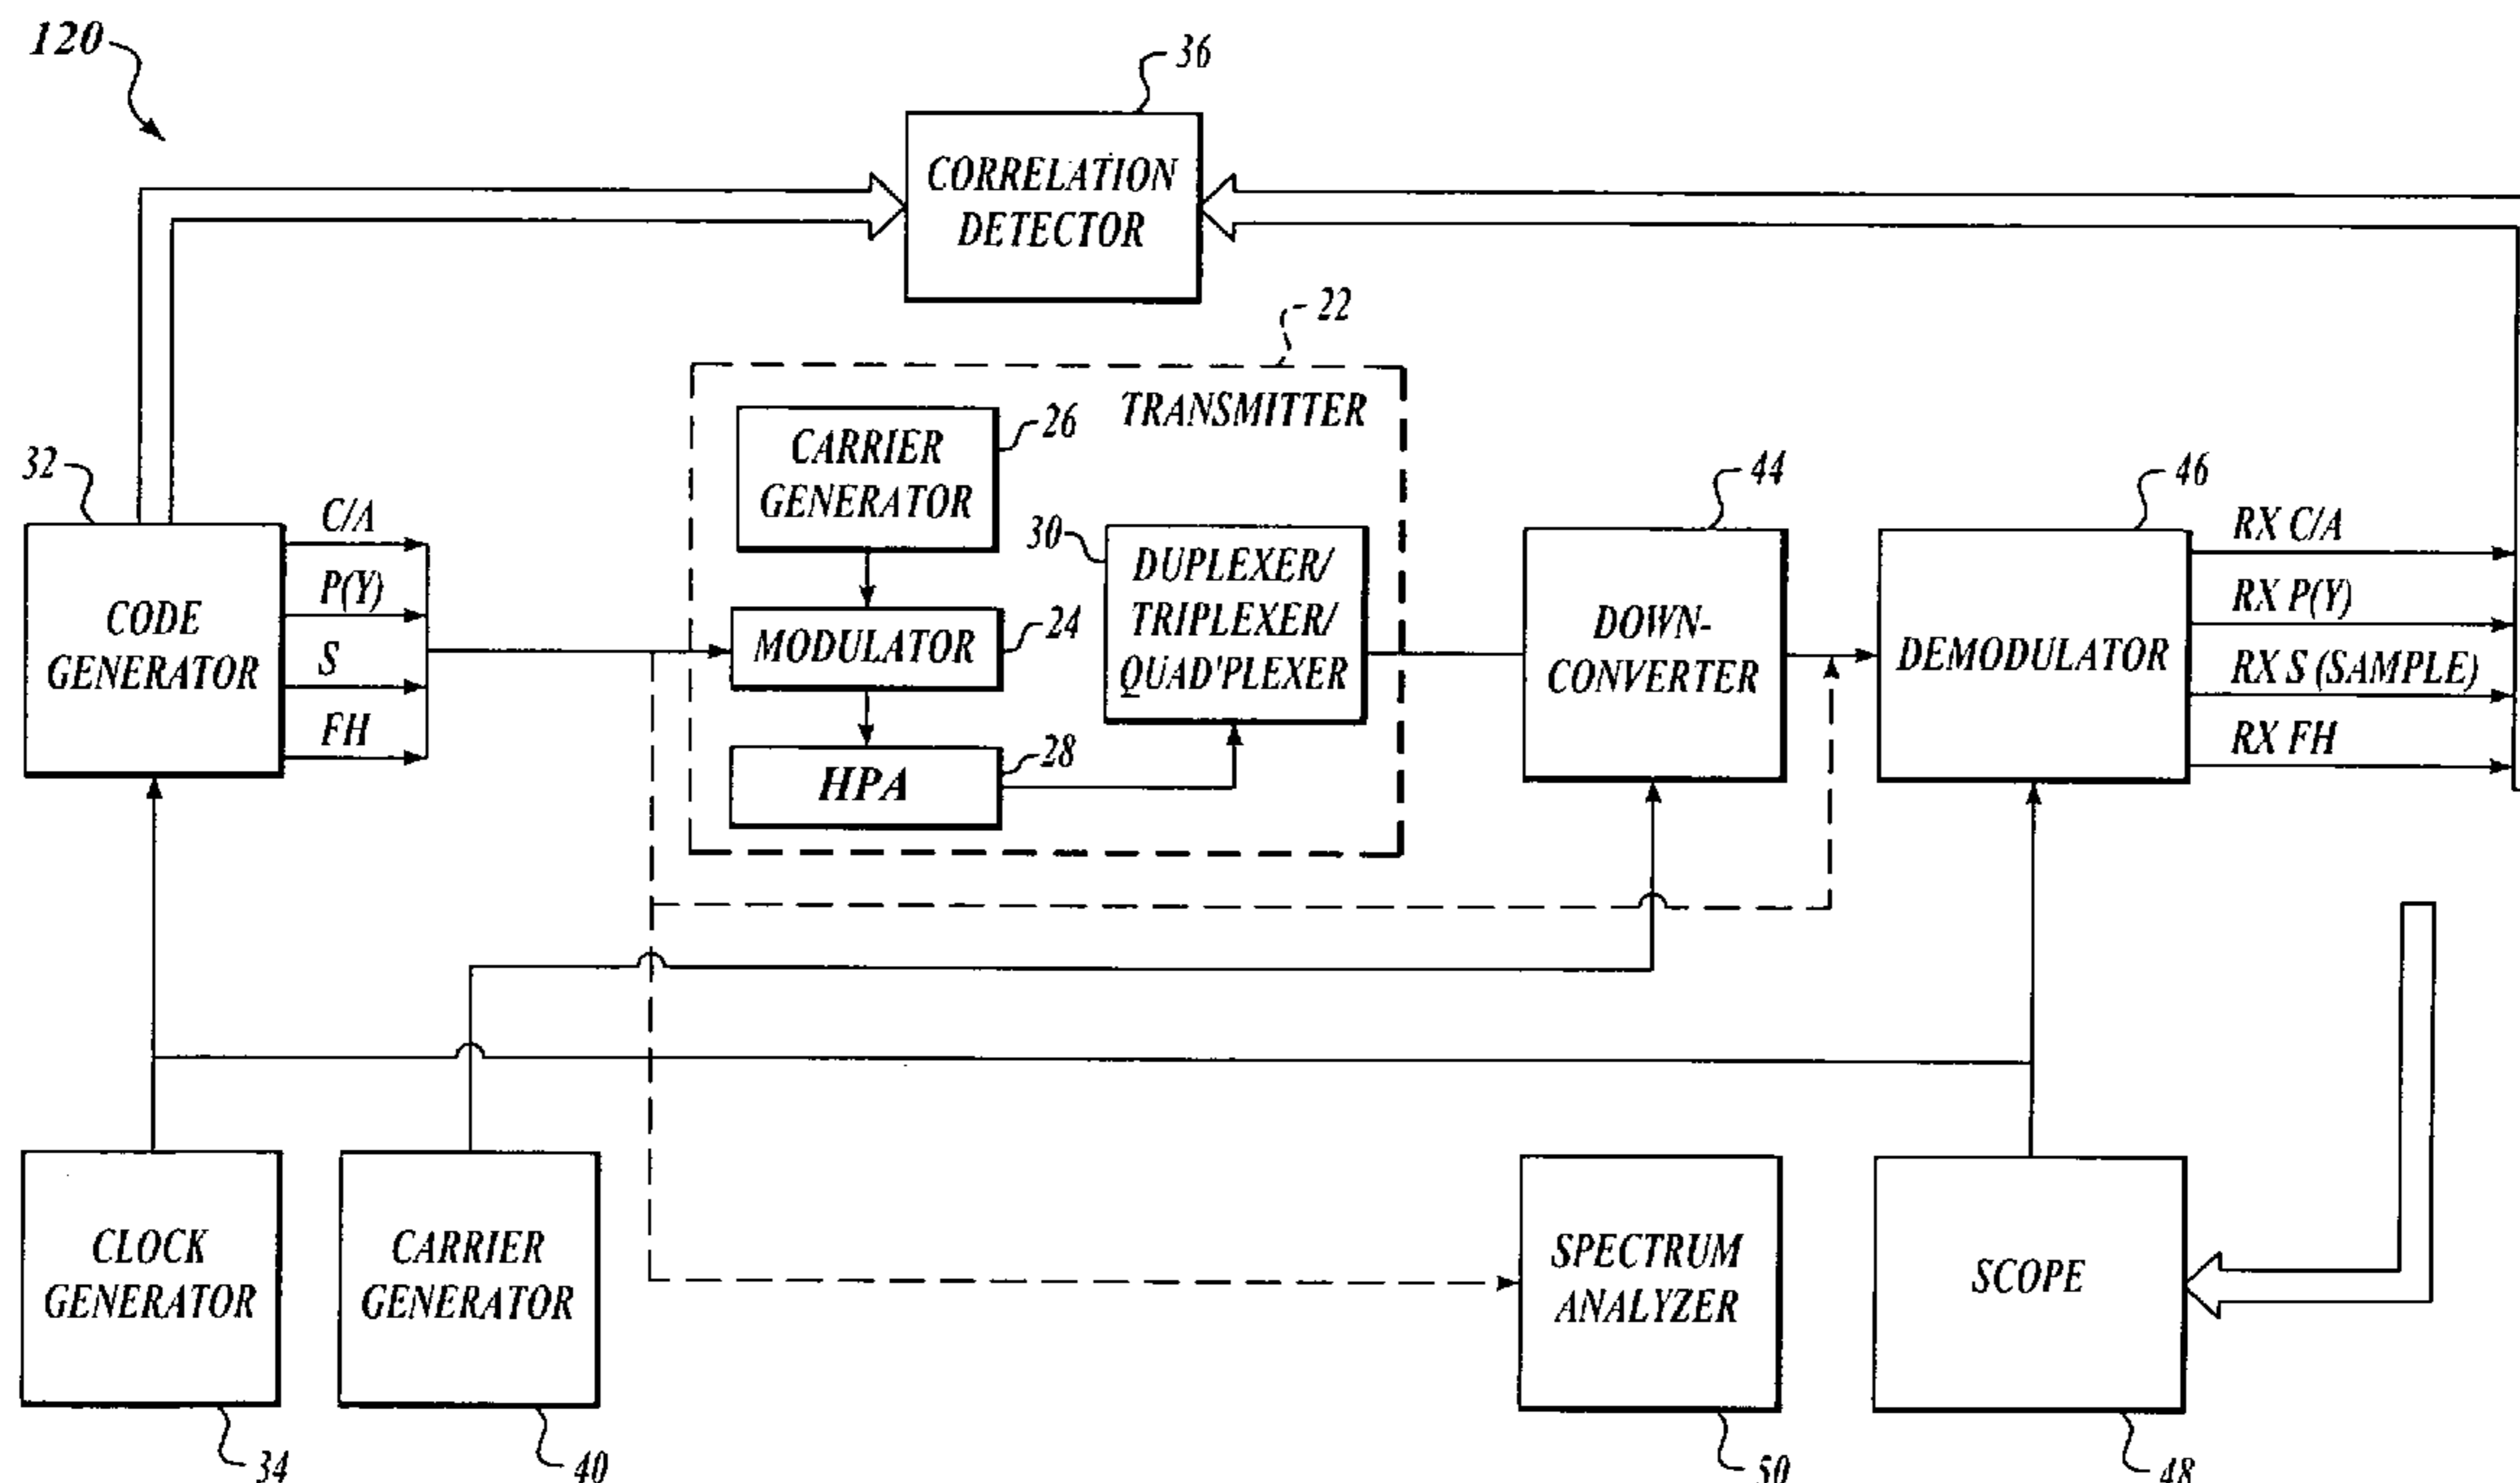 120
36
CORRELATION
DETECTOR
22
TRANSMITTER
CARRIER
GENERATOR
26
32
CODE
GENERATOR
C/A
P(Y)
S
FH
MODULATOR
24
HPA
28
30
DUPLEXER/
TRIPLEXER/
QUAD'PLEXER
44
DOWN-
CONVERTER
46
DEMODULATOR
RX C/A
RX P(Y)
RX S (SAMPLE)
RX FH
CLOCK
GENERATOR
34
CARRIER
GENERATOR
40
SPECTRUM
ANALYZER
50
SCOPE
48